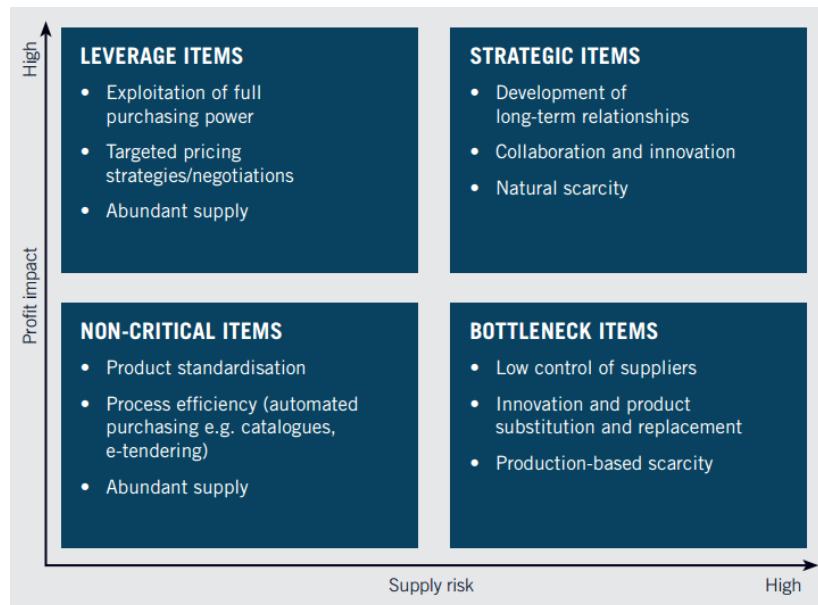 High
LEVERAGE ITEMS
• Exploitation of full
purchasing power
• Targeted pricing
strategies/negotiations
• Abundant supply
STRATEGIC ITEMS
• Development of
long-term relationships
• Collaboration and innovation
• Natural scarcity
Profit impact
NON-CRITICAL ITEMS
• Product standardisation
• Process efficiency (automated
purchasing e.g. catalogues,
e-tendering)
• Abundant supply
BOTTLENECK ITEMS
• Low control of suppliers
• Innovation and product
substitution and replacement
• Production-based scarcity
Supply risk
High